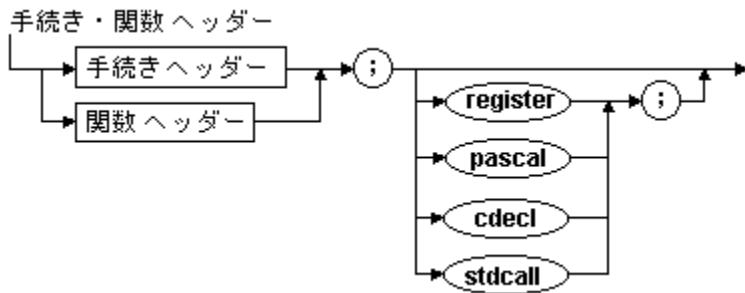 手続き・関数ヘッダー
手続きヘッダー
;
関数ヘッダー
register
;
pascal
cdecl
stdcall